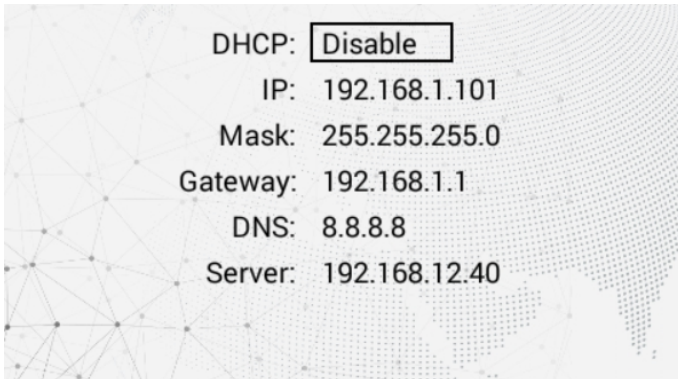 DHCP: Disable
IP: 192.168.1.101
Mask: 255.255.255.0
Gateway: 192.168.1.1
DNS: 8.8.8.8
Server: 192.168.12.40